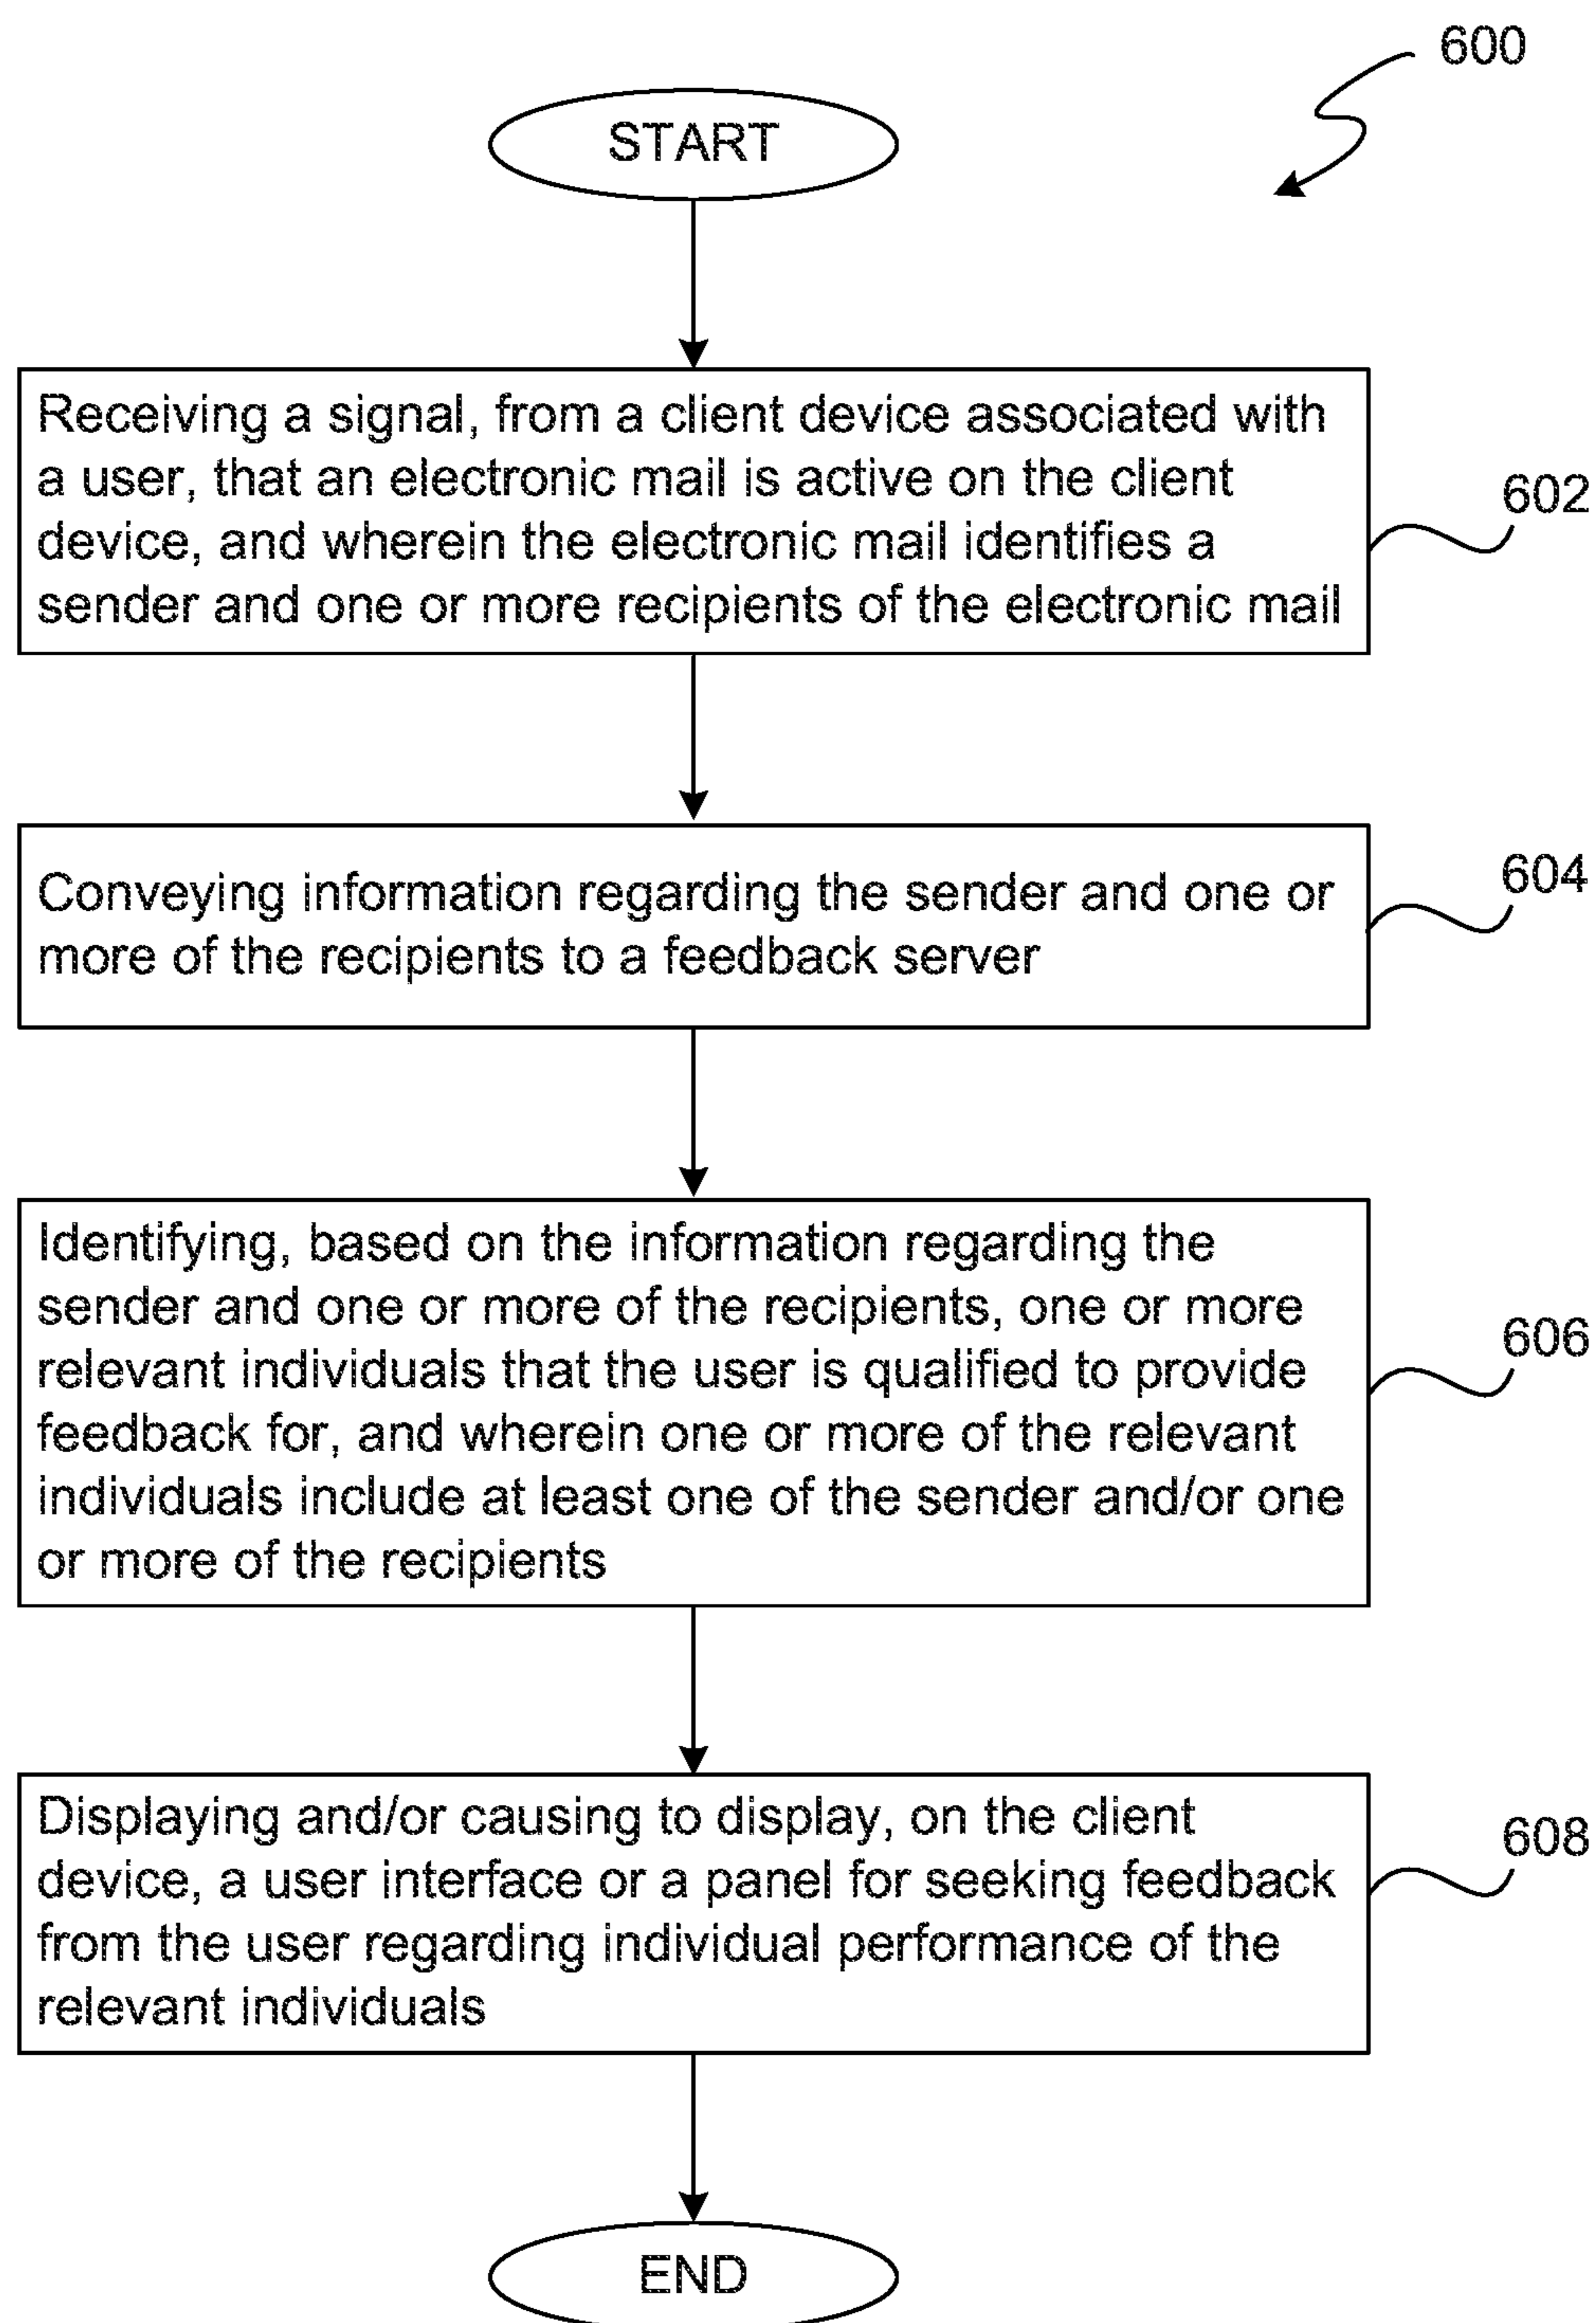 600
START
Receiving a signal, from a client device associated with
a user, that an electronic mail is active on the client
device, and wherein the electronic mail identifies a
sender and one or more recipients of the electronic mail
602
Conveying information regarding the sender and one or
more of the recipients to a feedback server
604
Identifying, based on the information regarding the
sender and one or more of the recipients, one or more
relevant individuals that the user is qualified to provide
feedback for, and wherein one or more of the relevant
individuals include at least one of the sender and/or one
or more of the recipients
606
Displaying and/or causing to display, on the client
device, a user interface or a panel for seeking feedback
from the user regarding individual performance of the
relevant individuals
608
END